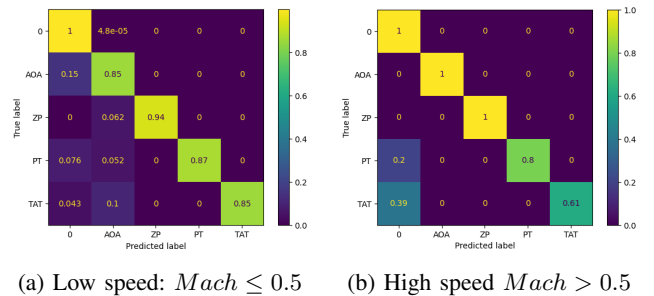 0 1 4.8e-05 0 0 0
AOA 0.15 0.85 0 0 0
ZP 0 0.062 0.94 0 0
PT 0.076 0.052 0 0.87 0
TAT 0.043 0.1 0 0 0.85
0 AOA ZP PT TAT
Predicted label
True label
0.8
0.6
0.4
0.2
0.0
(a) Low speed: Mach ≤ 0.5
0 1 0 0 0 0
AOA 0 1 0 0 0
ZP 0 0 1 0 0
PT 0.2 0 0 0.8 0
TAT 0.39 0 0 0 0.61
0 AOA ZP PT TAT
Predicted label
True label
1.0
0.8
0.6
0.4
0.2
0.0
(b) High speed Mach > 0.5